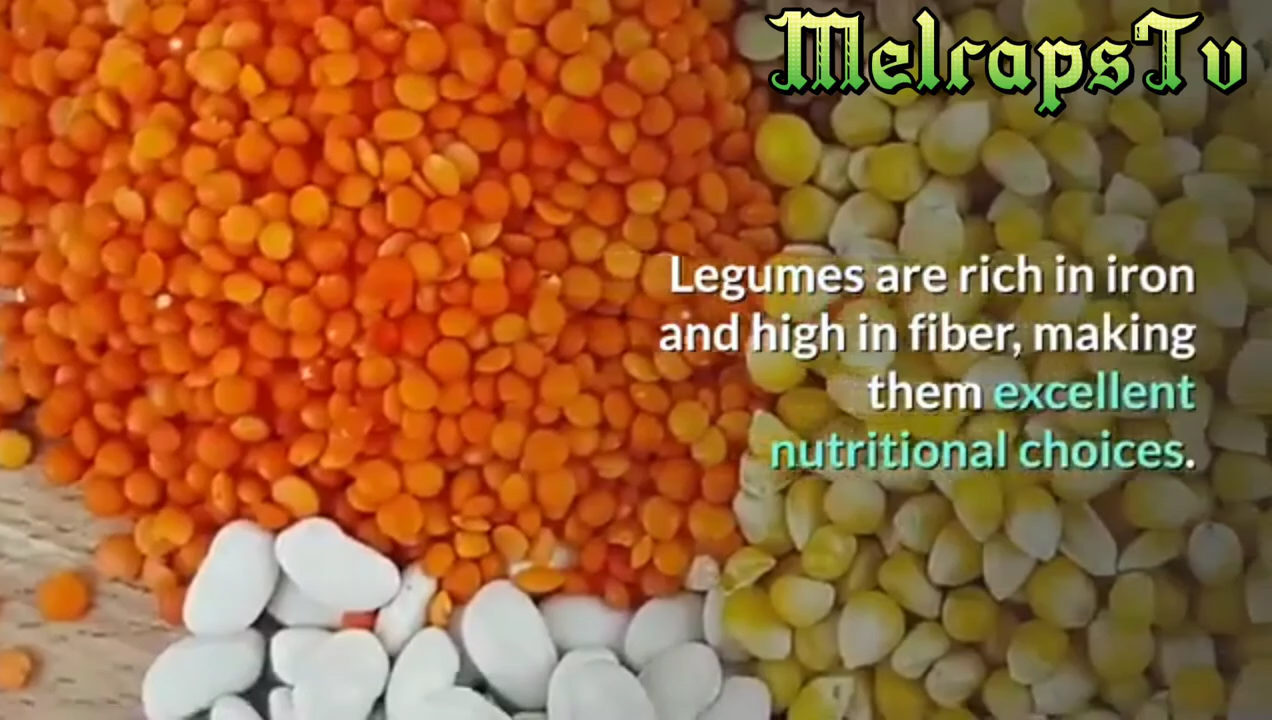 MelrapsTv
Legumes are rich in iron
and high in fiber, making
them excellent
nutritional choices.